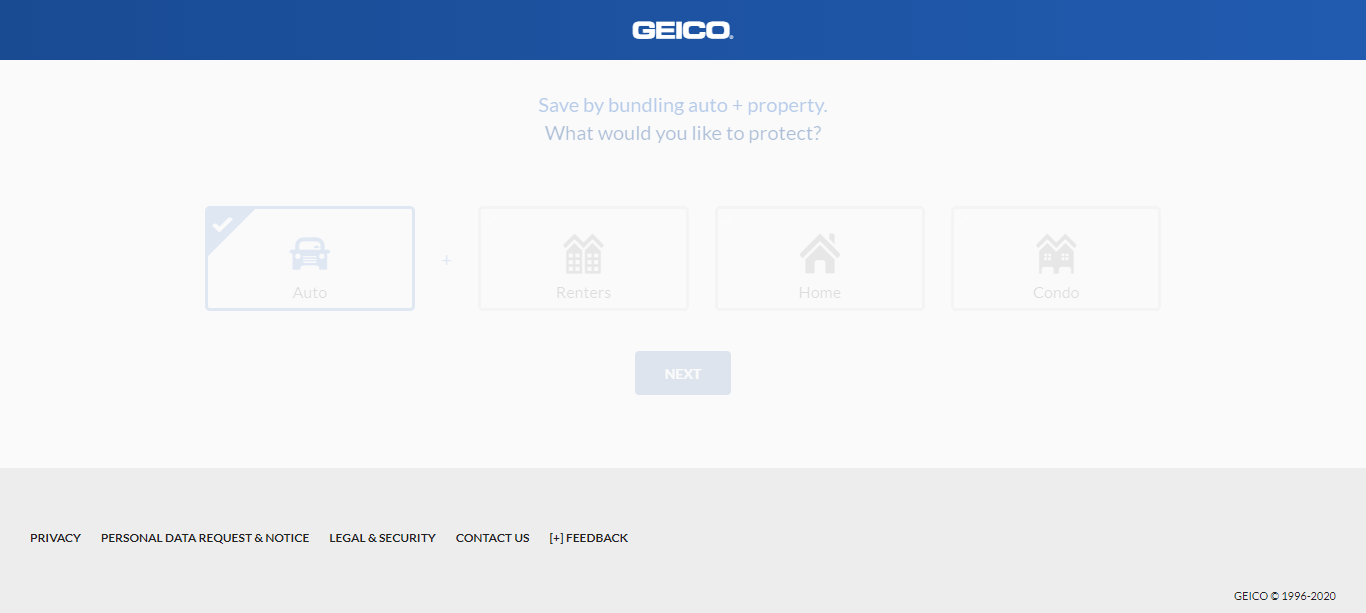 GEICO
Save by bundling auto + property.
What would you like to protect?
Auto + Renters Home Condo
NEXT
PRIVACY PERSONAL DATA REQUEST & NOTICE LEGAL & SECURITY CONTACT US [+] FEEDBACK
GEICO © 1996-2020